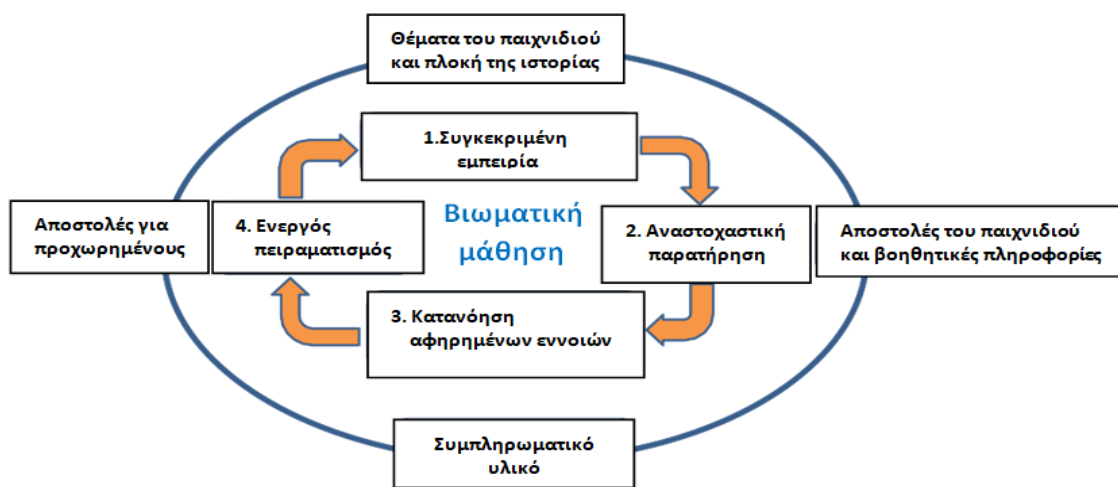 Θέματα του παιχνιδιού
και πλοκή της ιστορίας
1.Συγκεκριμένη
εμπειρία
Αποστολές για
προχωρημένους
4. Ενεργός
πειραματισμός
Βιωματική
μάθηση
2. Αναστοχαστική
παρατήρηση
Αποστολές του παιχνιδιού
και βοηθητικές πληροφορίες
3. Κατανόηση
αφηρημένων εννοιών
Συμπληρωματικό
υλικό